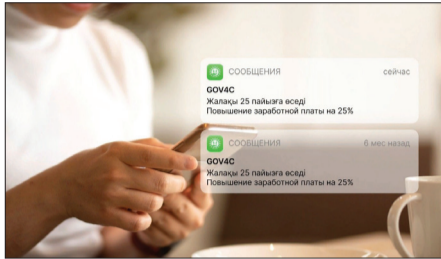 СООБЩЕНИЯ сейчас
GOV4C
Жалақы 25 пайызға өседі
Повышение заработной платы на 25%
СООБЩЕНИЯ 6 мес назад
GOV4C
Жалақы 25 пайызға өседі
Повышение заработной платы на 25%